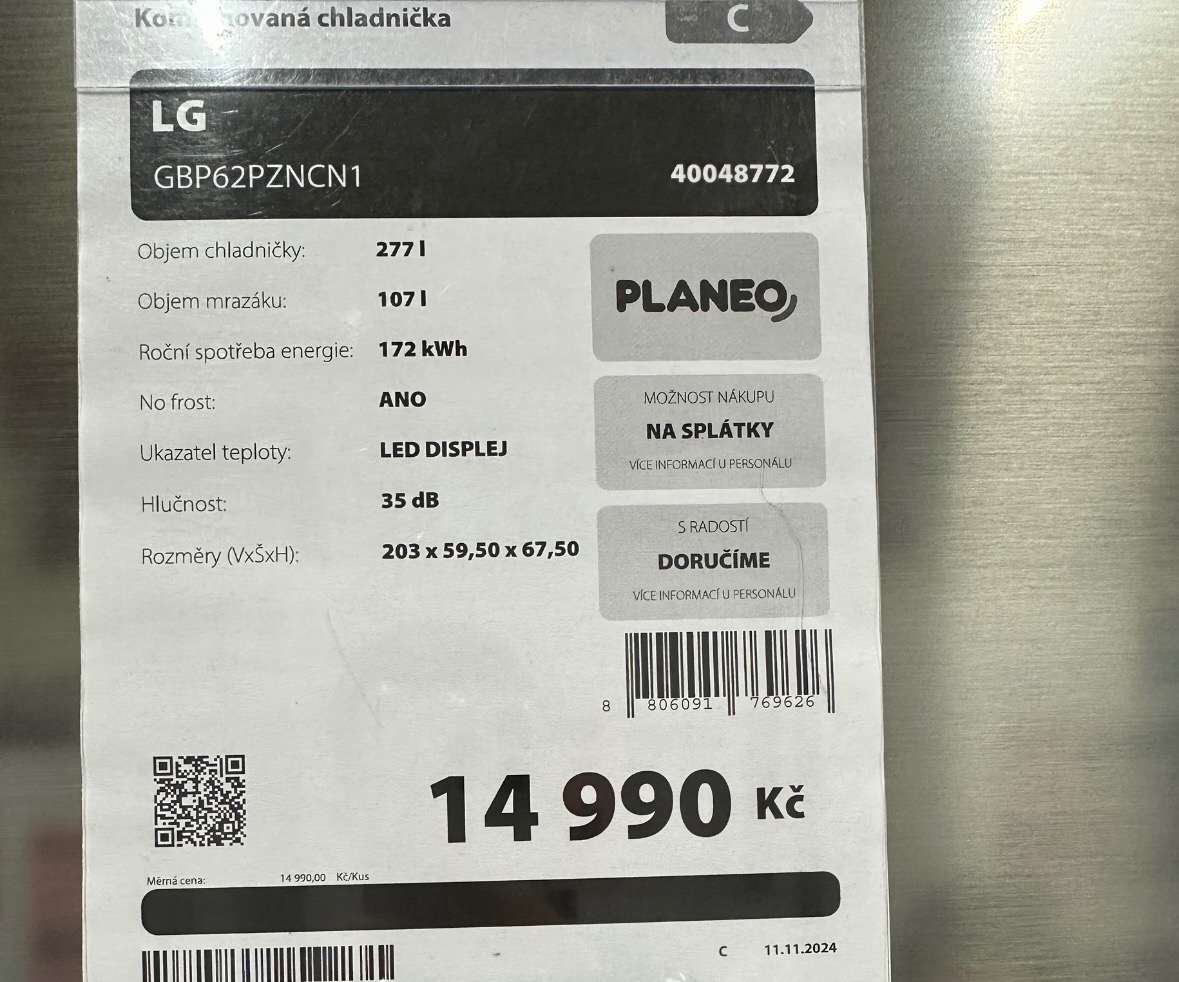 chladnička
C
LG
GBP62PZNCN1 40048772
Objem chladničky: 277 l
Objem mrazáku: 107 l
Roční spotřeba energie: 172 kWh
No frost: ANO
Ukazatel teploty: LED DISPLEJ
Hlučnost: 35 dB
Rozměry (VxŠxH): 203 x 59,50 x 67,50
PLANEO
MOŽNOST NÁKUPU
NA SPLÁTKY
VÍCE INFORMACÍ U PERSONÁLU
S RADOSTÍ
DORUČÍME
VÍCE INFORMACÍ U PERSONÁLU
8 806091 769626
14 990 Kč
Měrná cena: 14 990,00 Kč/Kus
C 11.11.2024